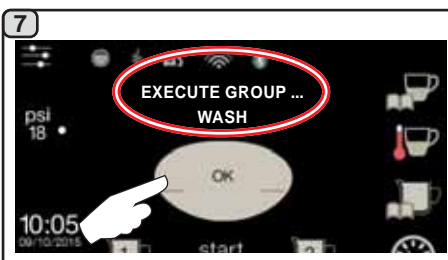 7
EXECUTE GROUP ...
WASH
psi
18
OK
10:05
09/10/2015
1
start
2